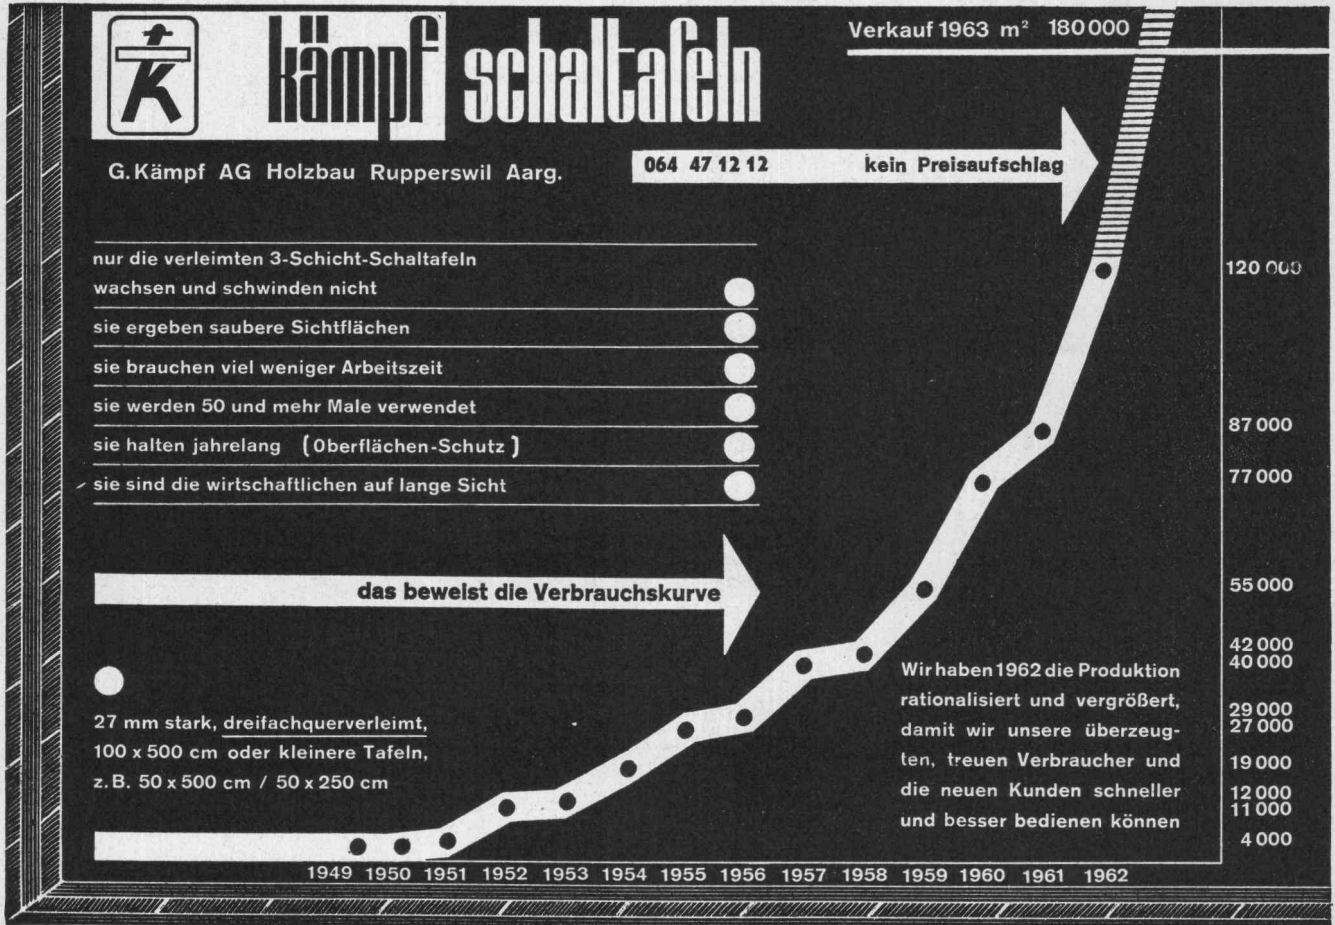 kämpf schaltafeln
Verkauf 1963 m² 180000
G. Kämpf AG Holzbau Rupperswil Aarg.
064 47 12 12 kein Preisaufschlag
nur die verleimten 3-Schicht-Schaltafeln
wachsen und schwinden nicht
sie ergeben saubere Sichtflächen
sie brauchen viel weniger Arbeitszeit
sie werden 50 und mehr Male verwendet
sie halten jahrelang (Oberflächen-Schutz)
sie sind die wirtschaftlichen auf lange Sicht
das beweist die Verbrauchskurve
27 mm stark, dreifachquerverleimt,
100 x 500 cm oder kleinere Tafeln,
z.B. 50 x 500 cm / 50 x 250 cm
Wir haben 1962 die Produktion
rationalisiert und vergrößert,
damit wir unsere überzeug-
ten, treuen Verbraucher und
die neuen Kunden schneller
und besser bedienen können
120 000
87 000
77 000
55 000
42 000
40 000
29 000
27 000
19 000
12 000
11 000
4 000
1949 1950 1951 1952 1953 1954 1955 1956 1957 1958 1959 1960 1961 1962